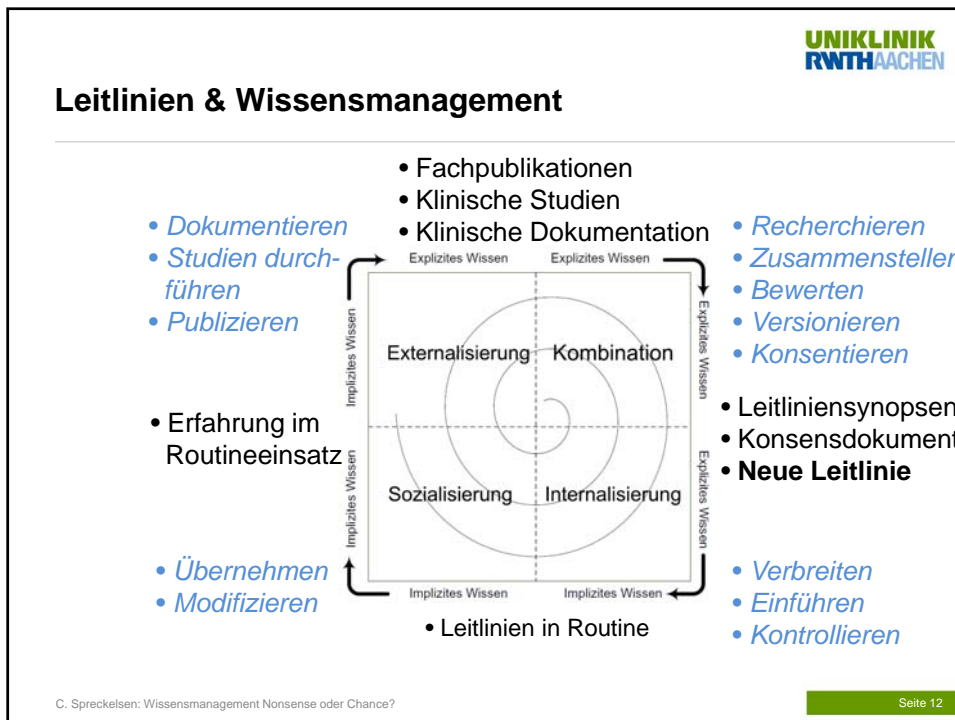 UNIKLINIK
RWTHAACHEN
Leitlinien & Wissensmanagement
• Fachpublikationen
• Klinische Studien
• Klinische Dokumentation
• Dokumentieren
• Studien durch-
führen
• Publizieren
• Recherchieren
• Zusammensteller
• Bewerten
• Versionieren
• Konsentieren
Explizites Wissen
Explizites Wissen
Implizites Wissen
Explizites Wissen
Externalisierung
Kombination
• Erfahrung im
Routineeinsatz
• Leitliniensynopsen
• Konsensdokument
• Neue Leitlinie
Implizites Wissen
Explizites Wissen
Sozialisierung
Internalisierung
• Übernehmen
• Modifizieren
• Verbreiten
• Einführen
• Kontrollieren
Implizites Wissen
Implizites Wissen
• Leitlinien in Routine
C. Spreckelsen: Wissensmanagement Nonsense oder Chance?
Seite 12